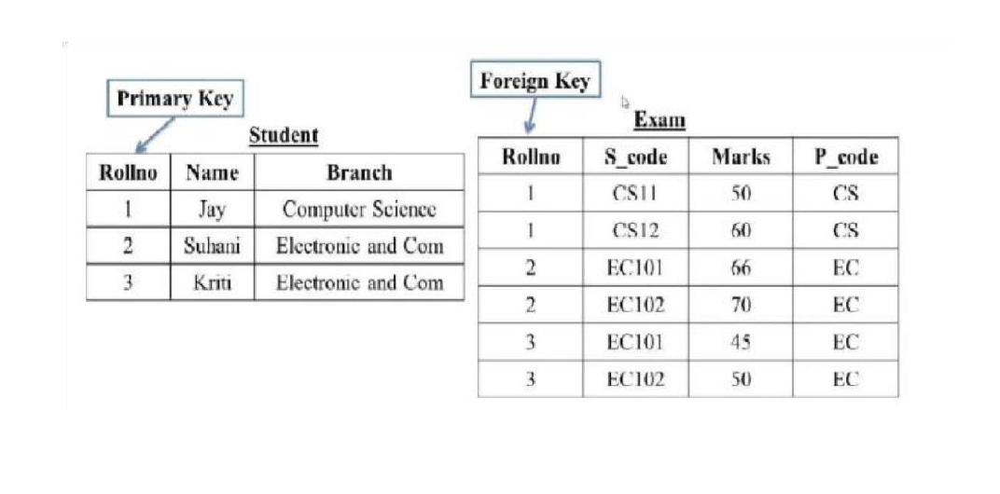 Primary Key
Student
Rollno Name Branch
1 Jay Computer Science
2 Suhani Electronic and Com
3 Kriti Electronic and Com
Foreign Key
Exam
Rollno S_code Marks P_code
1 CS11 50 CS
1 CS12 60 CS
2 EC101 66 EC
2 EC102 70 EC
3 EC101 45 EC
3 EC102 50 EC